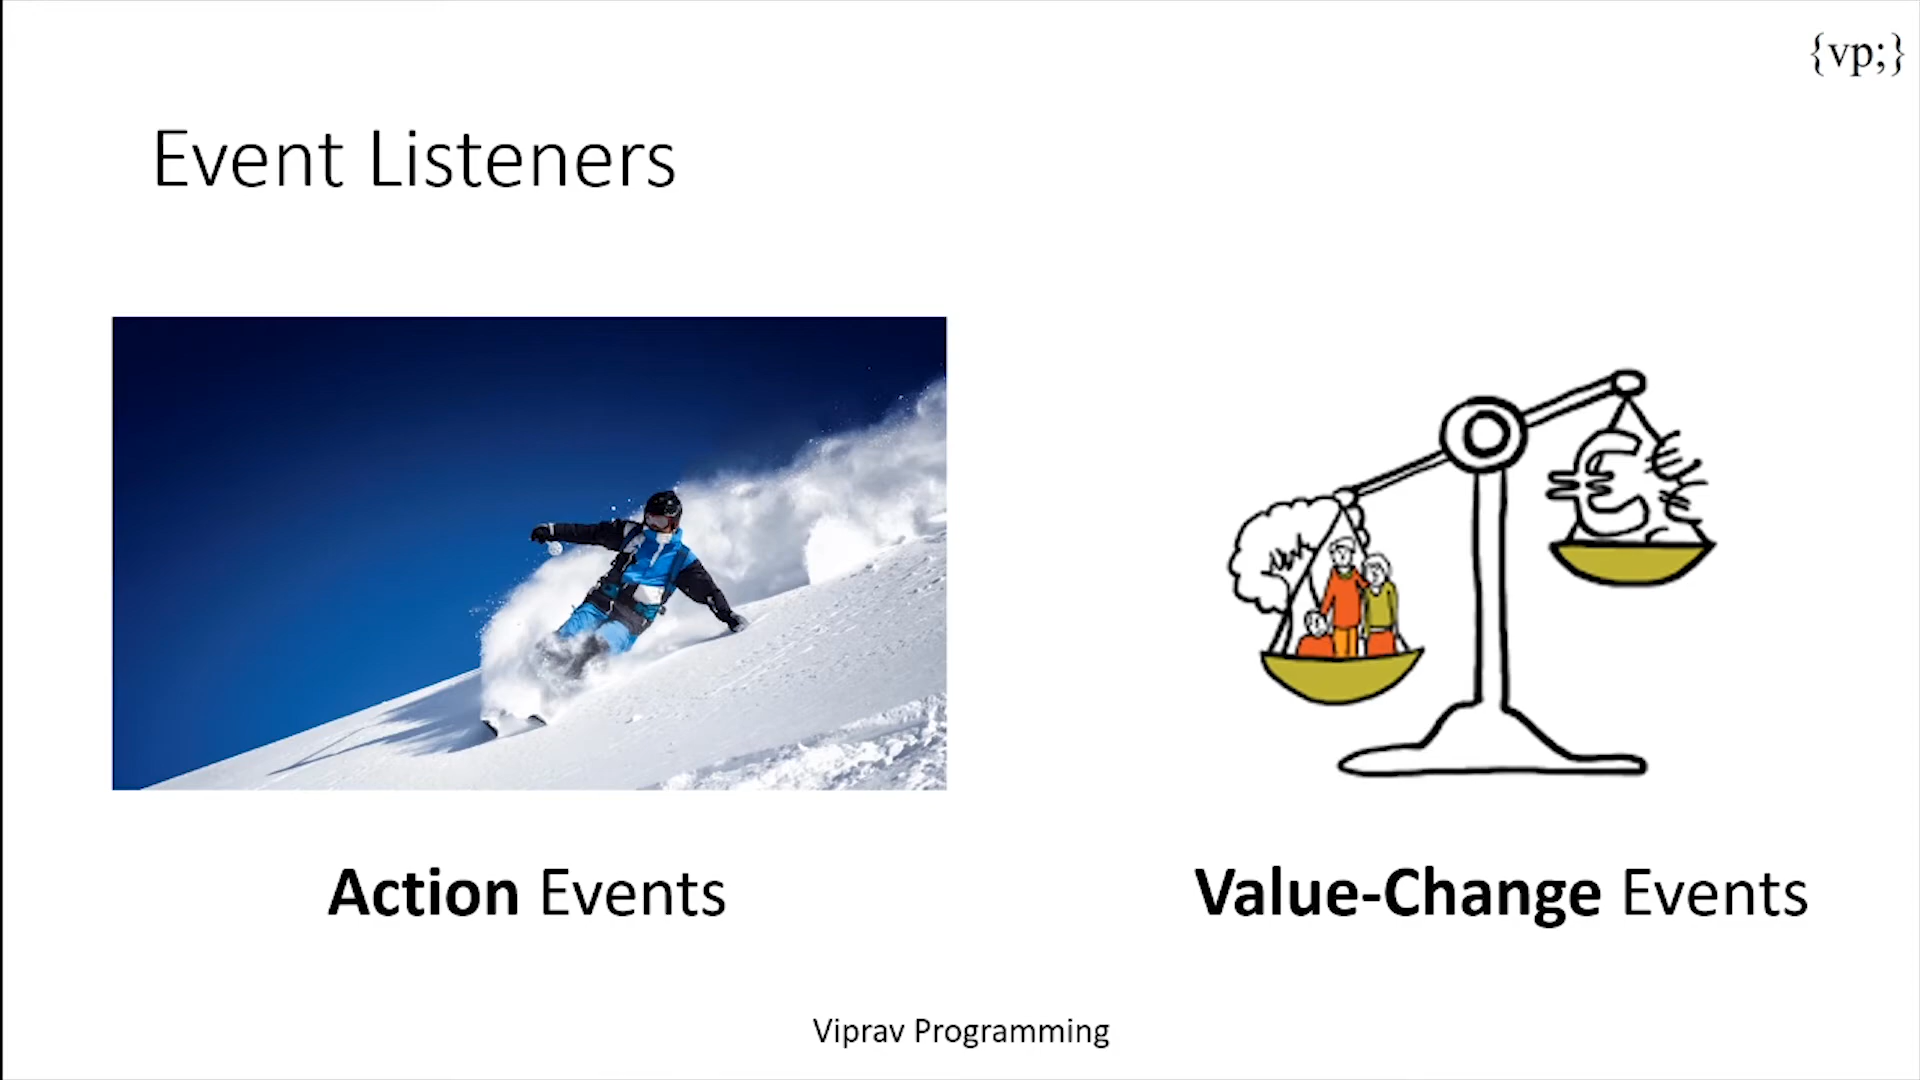 {vp;}
Event Listeners
Action Events
Value-Change Events
Viprav Programming